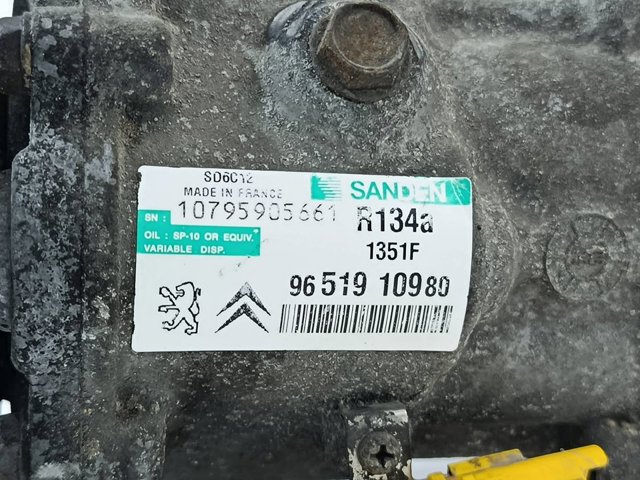 SD6C12
MADE IN FRANCE
SANDEN
SN : 10795905661 R134a
OIL : SP-10 OR EQUIV.
VARIABLE DISP.
1351F
96 519 109 80